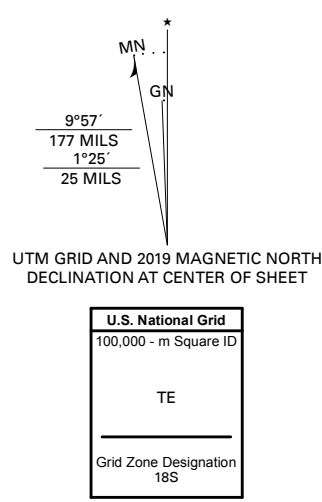 MN
GN
9°57´
177 MILS
1°25´
25 MILS
UTM GRID AND 2019 MAGNETIC NORTH
DECLINATION AT CENTER OF SHEET
U.S. National Grid
100,000 - m Square ID
TE
Grid Zone Designation
18S